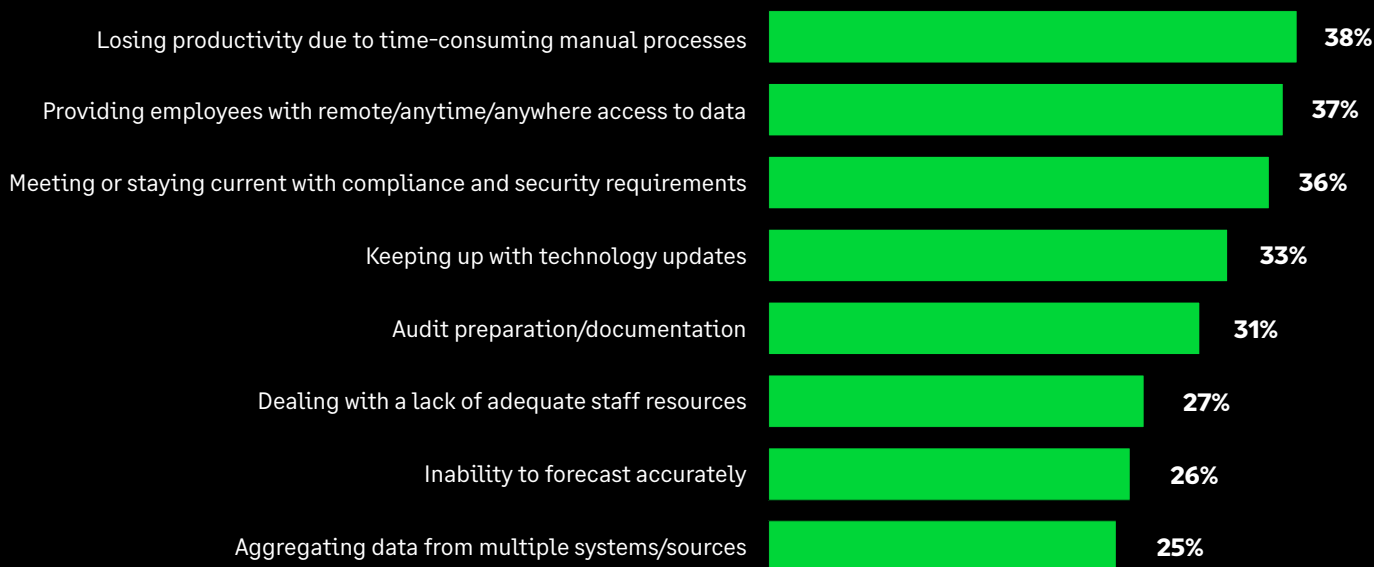 Losing productivity due to time-consuming manual processes 38%
Providing employees with remote/anytime/anywhere access to data 37%
Meeting or staying current with compliance and security requirements 36%
Keeping up with technology updates 33%
Audit preparation/documentation 31%
Dealing with a lack of adequate staff resources 27%
Inability to forecast accurately 26%
Aggregating data from multiple systems/sources 25%